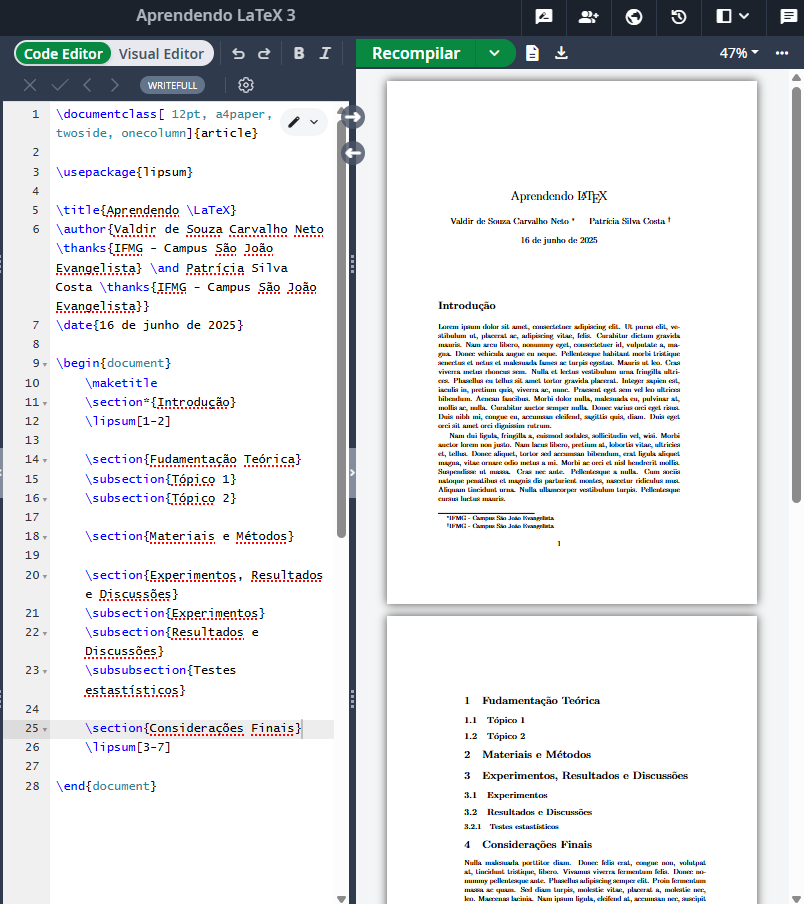 Aprendendo LaTeX 3
Code Editor Visual Editor B I Recompilar 47%
WRITEFULL
1 \documentclass[ 12pt, a4paper,
twoside, onecolumn]{article}
2
3 \usepackage{lipsum}
4
5 \title{Aprendendo \LaTeX}
6 \author{Valdir de Souza Carvalho Neto
\thanks{IFMG - Campus São João
Evangelista} \and Patrícia Silva
Costa \thanks{IFMG - Campus São João
Evangelista}}
7 \date{16 de junho de 2025}
8
9 \begin{document}
10 \maketitle
11 \section*{Introdução}
12 \lipsum[1-2]
13
14 \section{Fudamentação Teórica}
15 \subsection{Tópico 1}
16 \subsection{Tópico 2}
17
18 \section{Materiais e Métodos}
19
20 \section{Experimentos, Resultados
e Discussões}
21 \subsection{Experimentos}
22 \subsection{Resultados e
Discussões}
23 \subsubsection{Testes
estastísticos}
24
25 \section{Considerações Finais}
26 \lipsum[3-7]
27
28 \end{document}
Aprendendo LATEX
Valdir de Souza Carvalho Neto * Patrícia Silva Costa †
16 de junho de 2025
Introdução
Lorem ipsum dolor sit amet, consectetuer adipiscing elit. Ut purus elit, ve-
stibulum ut, placerat ac, adipiscing vitae, felis. Curabitur dictum gravida
mauris. Nam arcu libero, nonummy eget, consectetuer id, vulputate a, ma-
gna. Donec vehicula augue eu neque. Pellentesque habitant morbi tristique
senectus et netus et malesuada fames ac turpis egestas. Mauris ut leo. Cras
viverra metus rhoncus sem. Nulla et lectus vestibulum urna fringilla ultri-
ces. Phasellus eu tellus sit amet tortor gravida placerat. Integer sapien est,
iaculis in, pretium quis, viverra ac, nunc. Praesent eget sem vel leo ultrices
bibendum. Aenean faucibus. Morbi dolor nulla, malesuada eu, pulvinar at,
mollis ac, nulla. Curabitur auctor semper nulla. Donec varius orci eget risus.
Duis nibh mi, congue eu, accumsan eleifend, sagittis quis, diam. Duis eget
orci sit amet orci dignissim rutrum.
Nam dui ligula, fringilla a, euismod sodales, sollicitudin vel, wisi. Morbi
auctor lorem non justo. Nam lacus libero, pretium at, lobortis vitae, ultricies
et, tellus. Donec aliquet, tortor sed accumsan bibendum, erat ligula aliquet
magna, vitae ornare odio metus a mi. Morbi ac orci et nisl hendrerit mollis.
Suspendisse ut massa. Cras nec ante. Pellentesque a nulla. Cum sociis
natoque penatibus et magnis dis parturient montes, nascetur ridiculus mus.
Aliquam tincidunt urna. Nulla ullamcorper vestibulum turpis. Pellentesque
cursus luctus mauris.
*IFMG - Campus São João Evangelista
†IFMG - Campus São João Evangelista
1
1 Fudamentação Teórica
1.1 Tópico 1
1.2 Tópico 2
2 Materiais e Métodos
3 Experimentos, Resultados e Discussões
3.1 Experimentos
3.2 Resultados e Discussões
3.2.1 Testes estastísticos
4 Considerações Finais
Nulla malesuada porttitor diam. Donec felis erat, congue non, volutpat
at, tincidunt tristique, libero. Vivamus viverra fermentum felis. Donec no-
nummy pellentesque ante. Phasellus adipiscing semper elit. Proin fermentum
massa ac quam. Sed diam turpis, molestie vitae, placerat a, molestie nec,
leo. Maecenas lacinia. Nam ipsum ligula, eleifend at, accumsan nec, suscipit